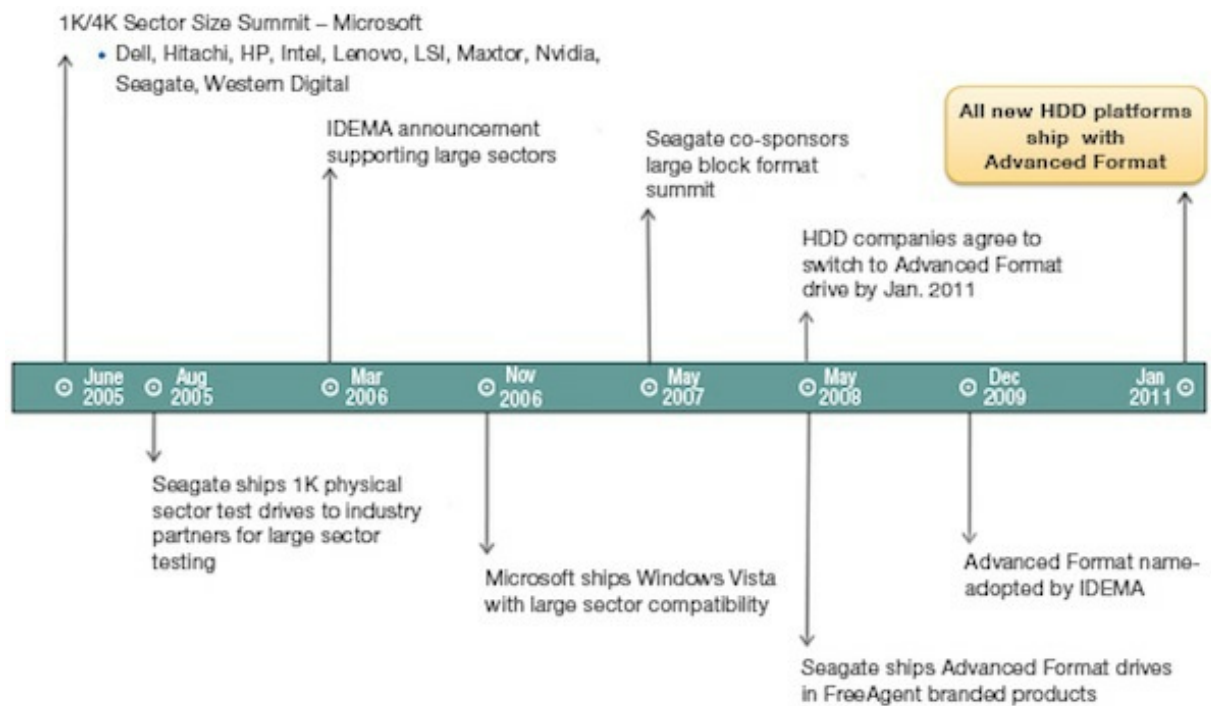 1K/4K Sector Size Summit – Microsoft
• Dell, Hitachi, HP, Intel, Lenovo, LSI, Maxtor, Nvidia,
Seagate, Western Digital
IDEMA announcement
supporting large sectors
Seagate co-sponsors
large block format
summit
HDD companies agree to
switch to Advanced Format
drive by Jan. 2011
All new HDD platforms
ship with
Advanced Format
June
2005
Aug
2005
Mar
2006
Nov
2006
May
2007
May
2008
Dec
2009
Jan
2011
Seagate ships 1K physical
sector test drives to industry
partners for large sector
testing
Microsoft ships Windows Vista
with large sector compatibility
Seagate ships Advanced Format drives
in FreeAgent branded products
Advanced Format name-
adopted by IDEMA